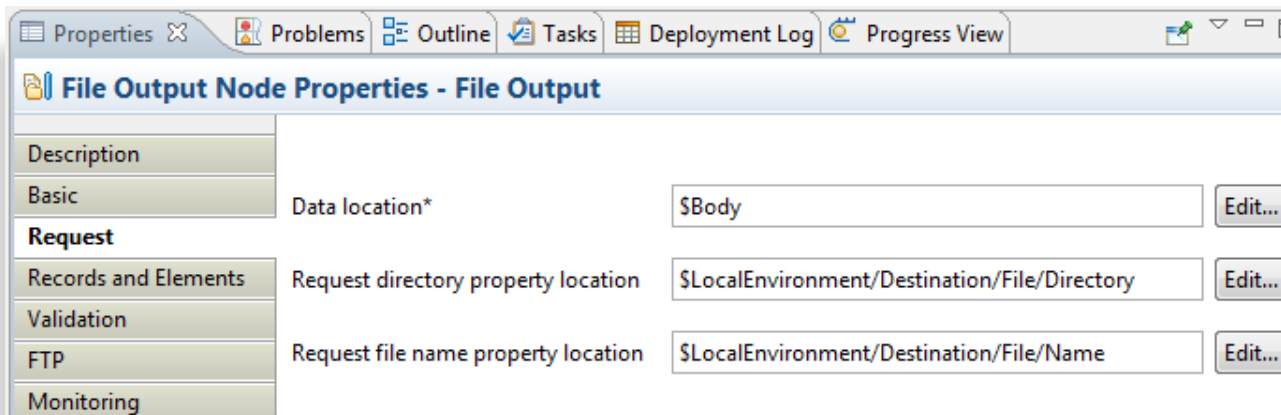 Properties Problems Outline Tasks Deployment Log Progress View
File Output Node Properties - File Output
Description
Basic
Request
Records and Elements
Validation
FTP
Monitoring
Data location* $Body Edit...
Request directory property location $LocalEnvironment/Destination/File/Directory Edit...
Request file name property location $LocalEnvironment/Destination/File/Name Edit...